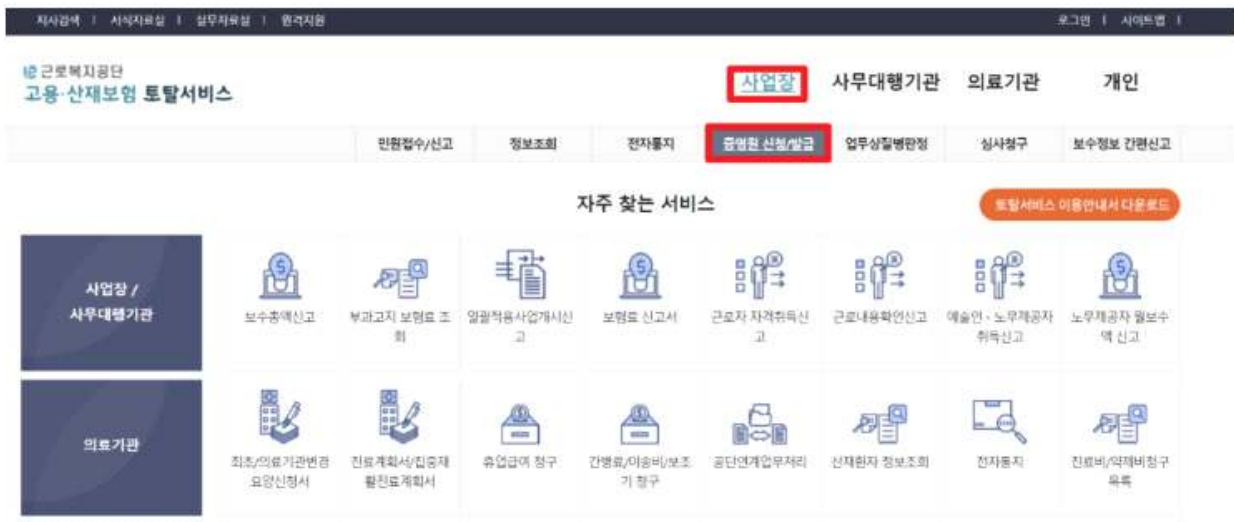 지사검색 | 서식자료실 | 실무자료실 | 원격지원
로그인 | 사이트맵 |
근로복지공단
고용·산재보험 토탈서비스
사업장 사무대행기관 의료기관 개인
민원접수/신고 정보조회 전자통지 증명원 신청/발급 업무상질병판정 심사청구 보수정보 간편신고
자주 찾는 서비스
토탈서비스 이용안내서 다운로드
사업장 /
사무대행기관
보수총액신고
부과고지 보험료 조
회
일괄적용사업개시신
고
보험료 신고서
근로자 자격취득신
고
근로내용확인신고
예술인 · 노무제공자
취득신고
노무제공자 월보수
액 신고
의료기관
최초/의료기관변경
요양신청서
진료계획서/집중재
활진료계획서
휴업급여 청구
간병료/이송비/보조
기 청구
공단연계업무처리
산재환자 정보조회
전자통지
진료비/약제비청구
목록